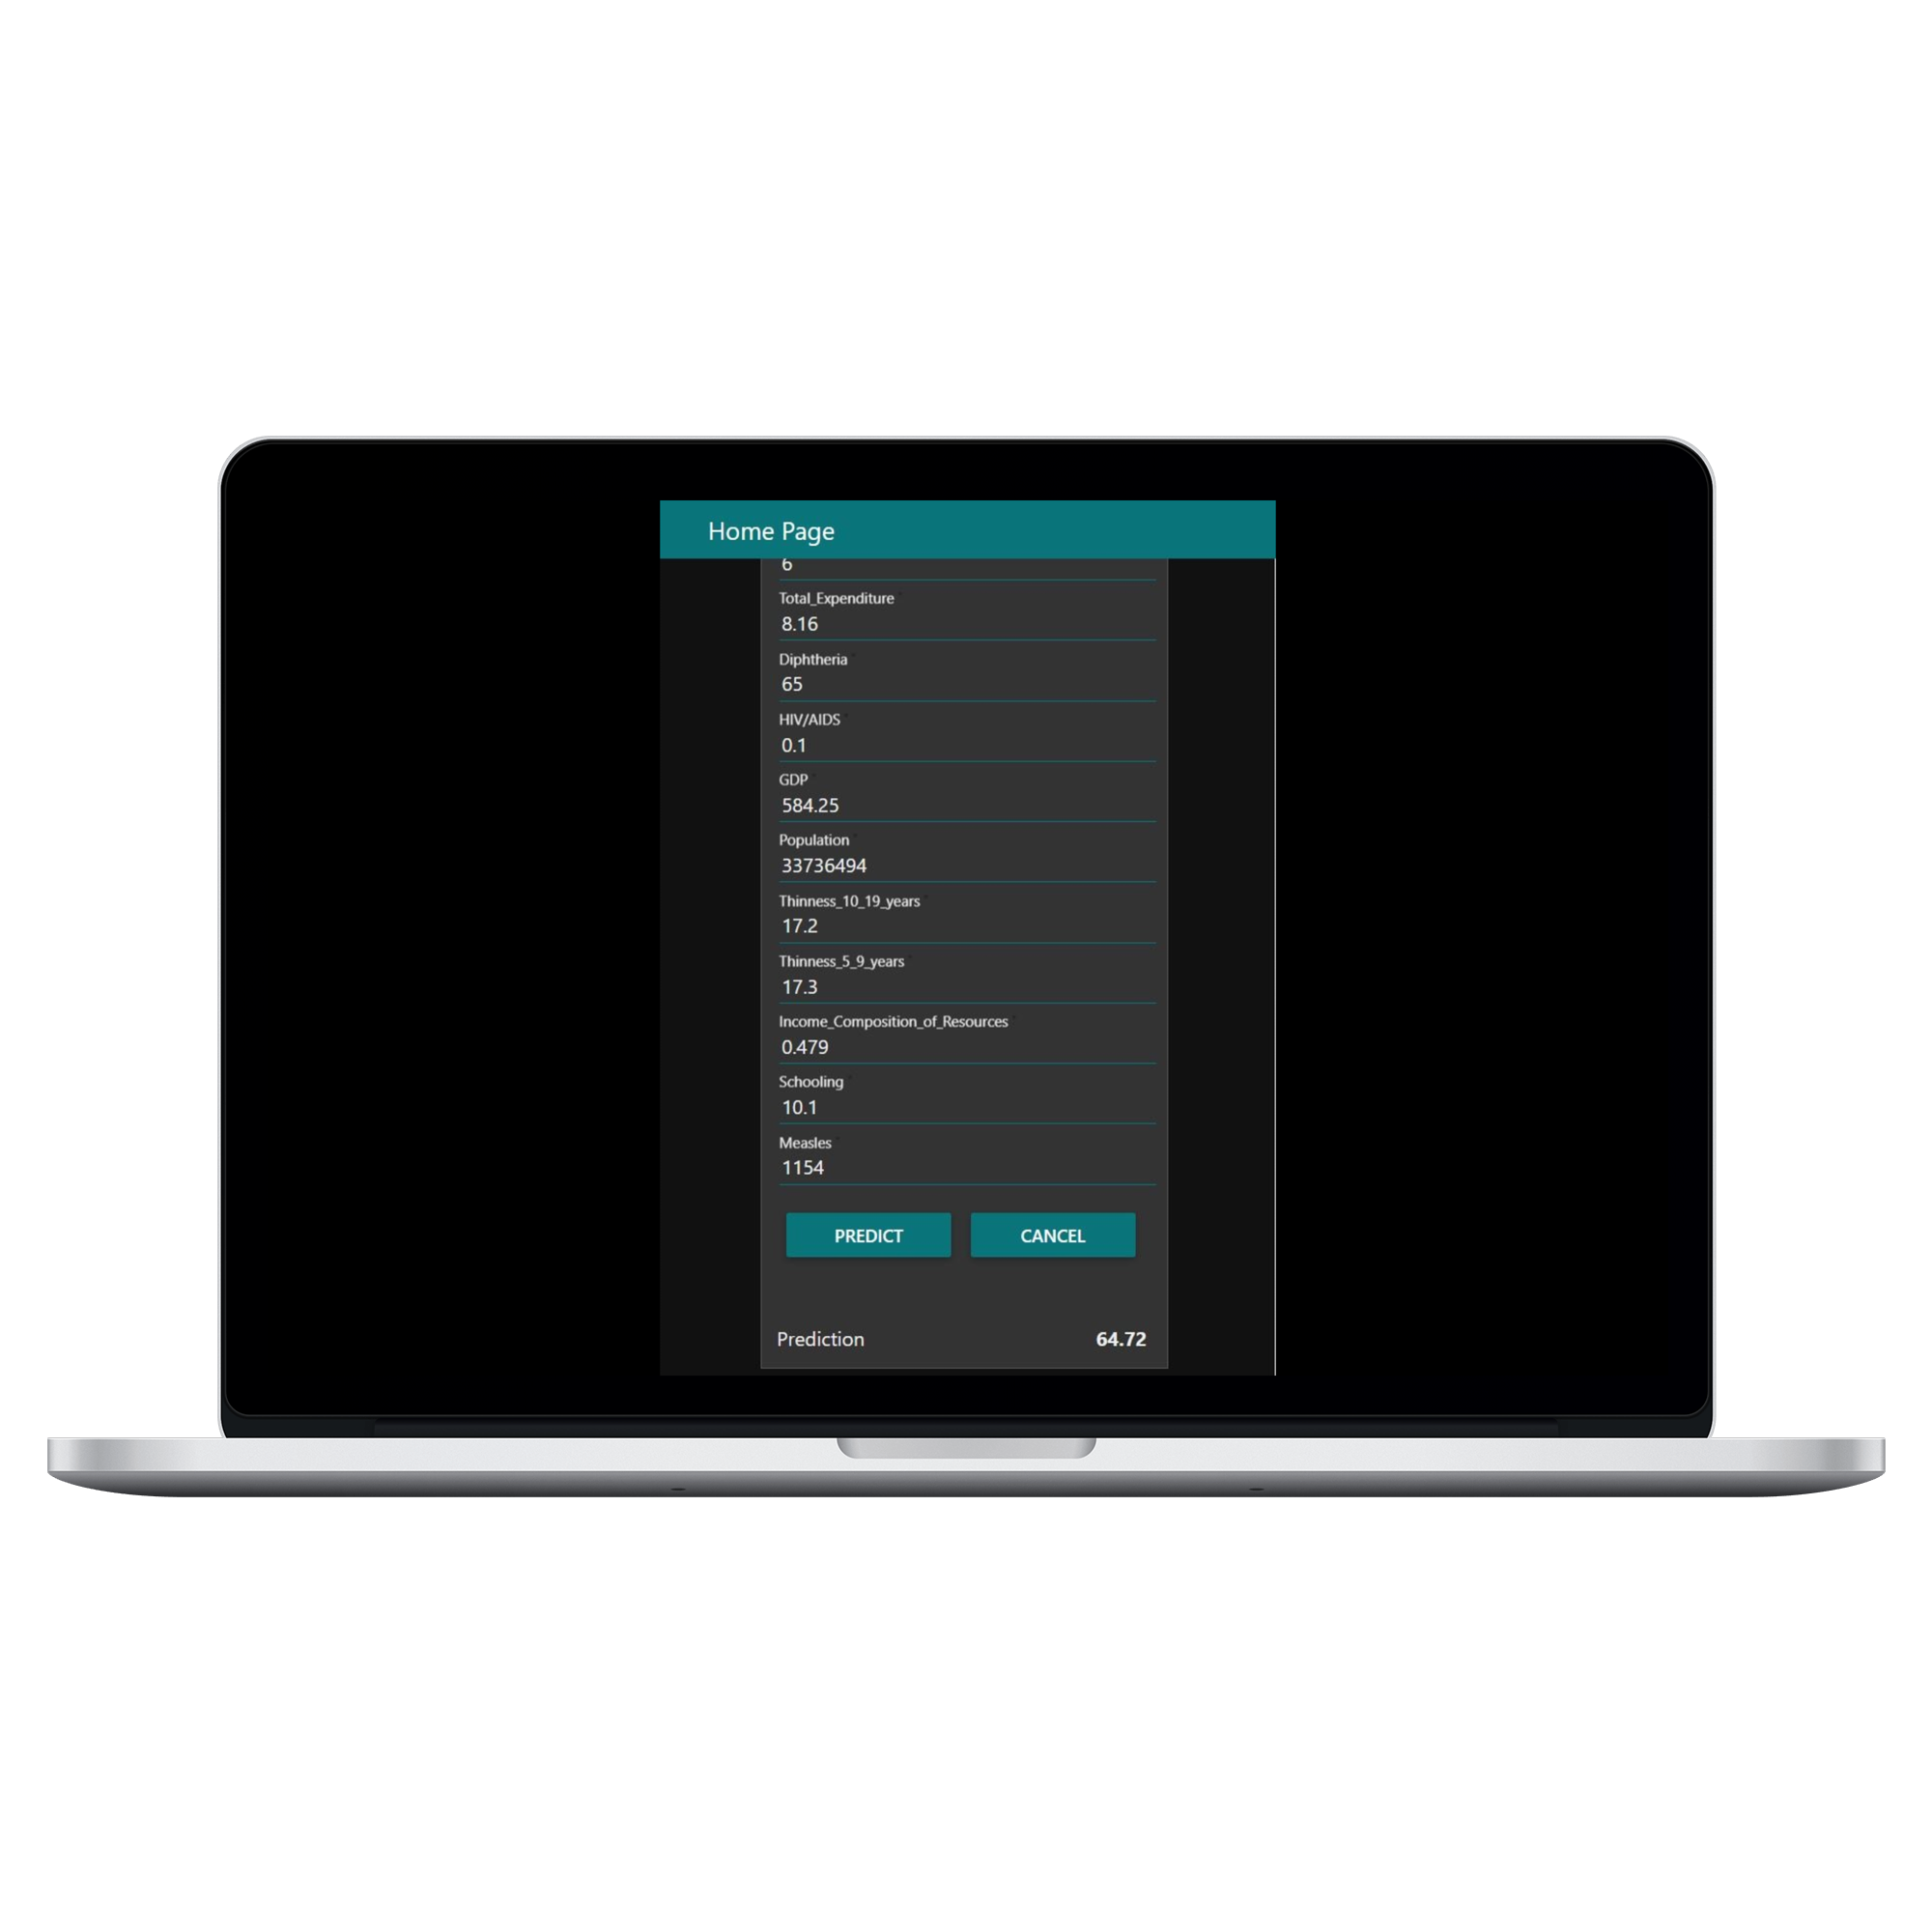 Home Page
6
Total_Expenditure
8.16
Diphtheria
65
HIV/AIDS
0.1
GDP
584.25
Population
33736494
Thinness_10_19_years
17.2
Thinness_5_9_years
17.3
Income_Composition_of_Resources
0.479
Schooling
10.1
Measles
1154
PREDICT CANCEL
Prediction 64.72